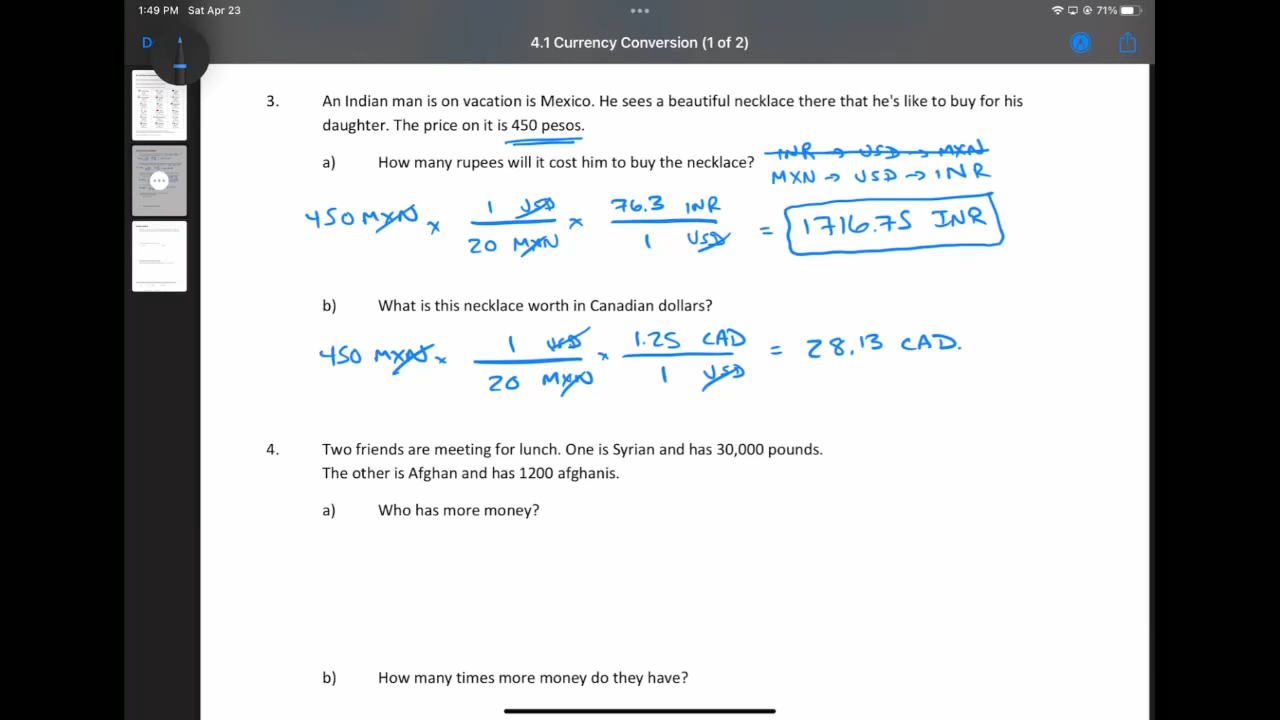 1:49 PM Sat Apr 23
71%
D
4.1 Currency Conversion (1 of 2)
3. An Indian man is on vacation is Mexico. He sees a beautiful necklace there that he's like to buy for his
daughter. The price on it is 450 pesos.
a) How many rupees will it cost him to buy the necklace? INR → USD → MXN
MXN → USD → INR
450 MXN × 1 USD / 20 MXN × 76.3 INR / 1 USD = 1716.75 INR
b) What is this necklace worth in Canadian dollars?
450 MXN × 1 USD / 20 MXN × 1.25 CAD / 1 USD = 28.13 CAD.
4. Two friends are meeting for lunch. One is Syrian and has 30,000 pounds.
The other is Afghan and has 1200 afghanis.
a) Who has more money?
b) How many times more money do they have?